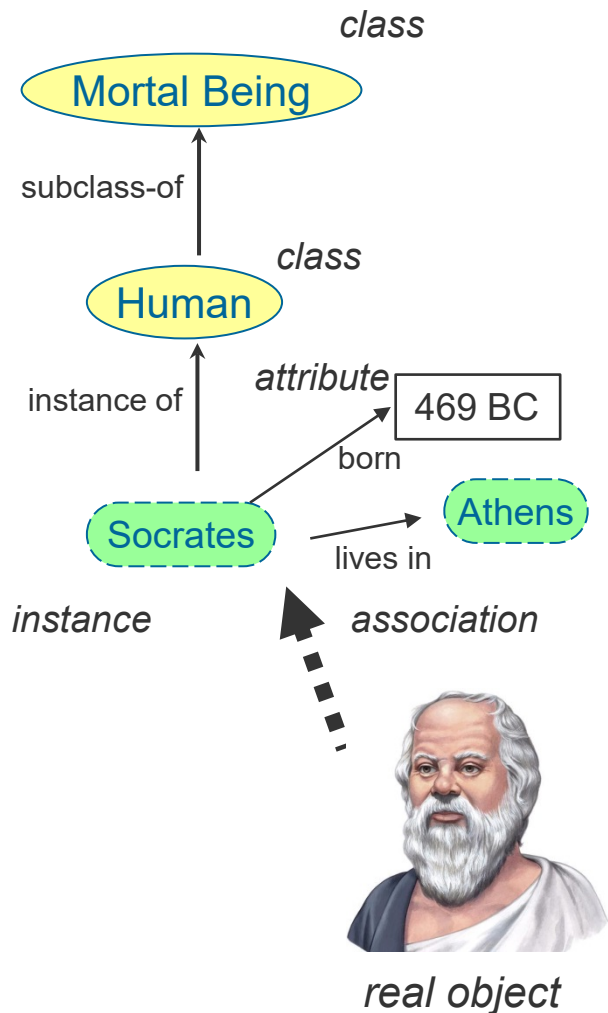 class
Mortal Being
subclass-of
class
Human
attribute
instance of
469 BC
born
Socrates
Athens
lives in
instance
association
real object